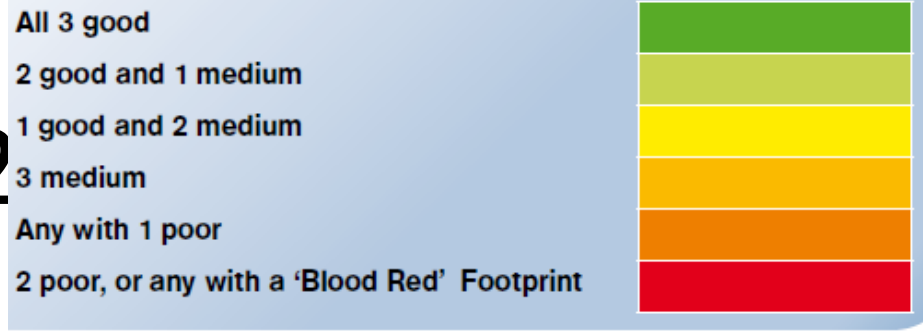 All 3 good
2 good and 1 medium
1 good and 2 medium
3 medium
Any with 1 poor
2 poor, or any with a ‘Blood Red’ Footprint